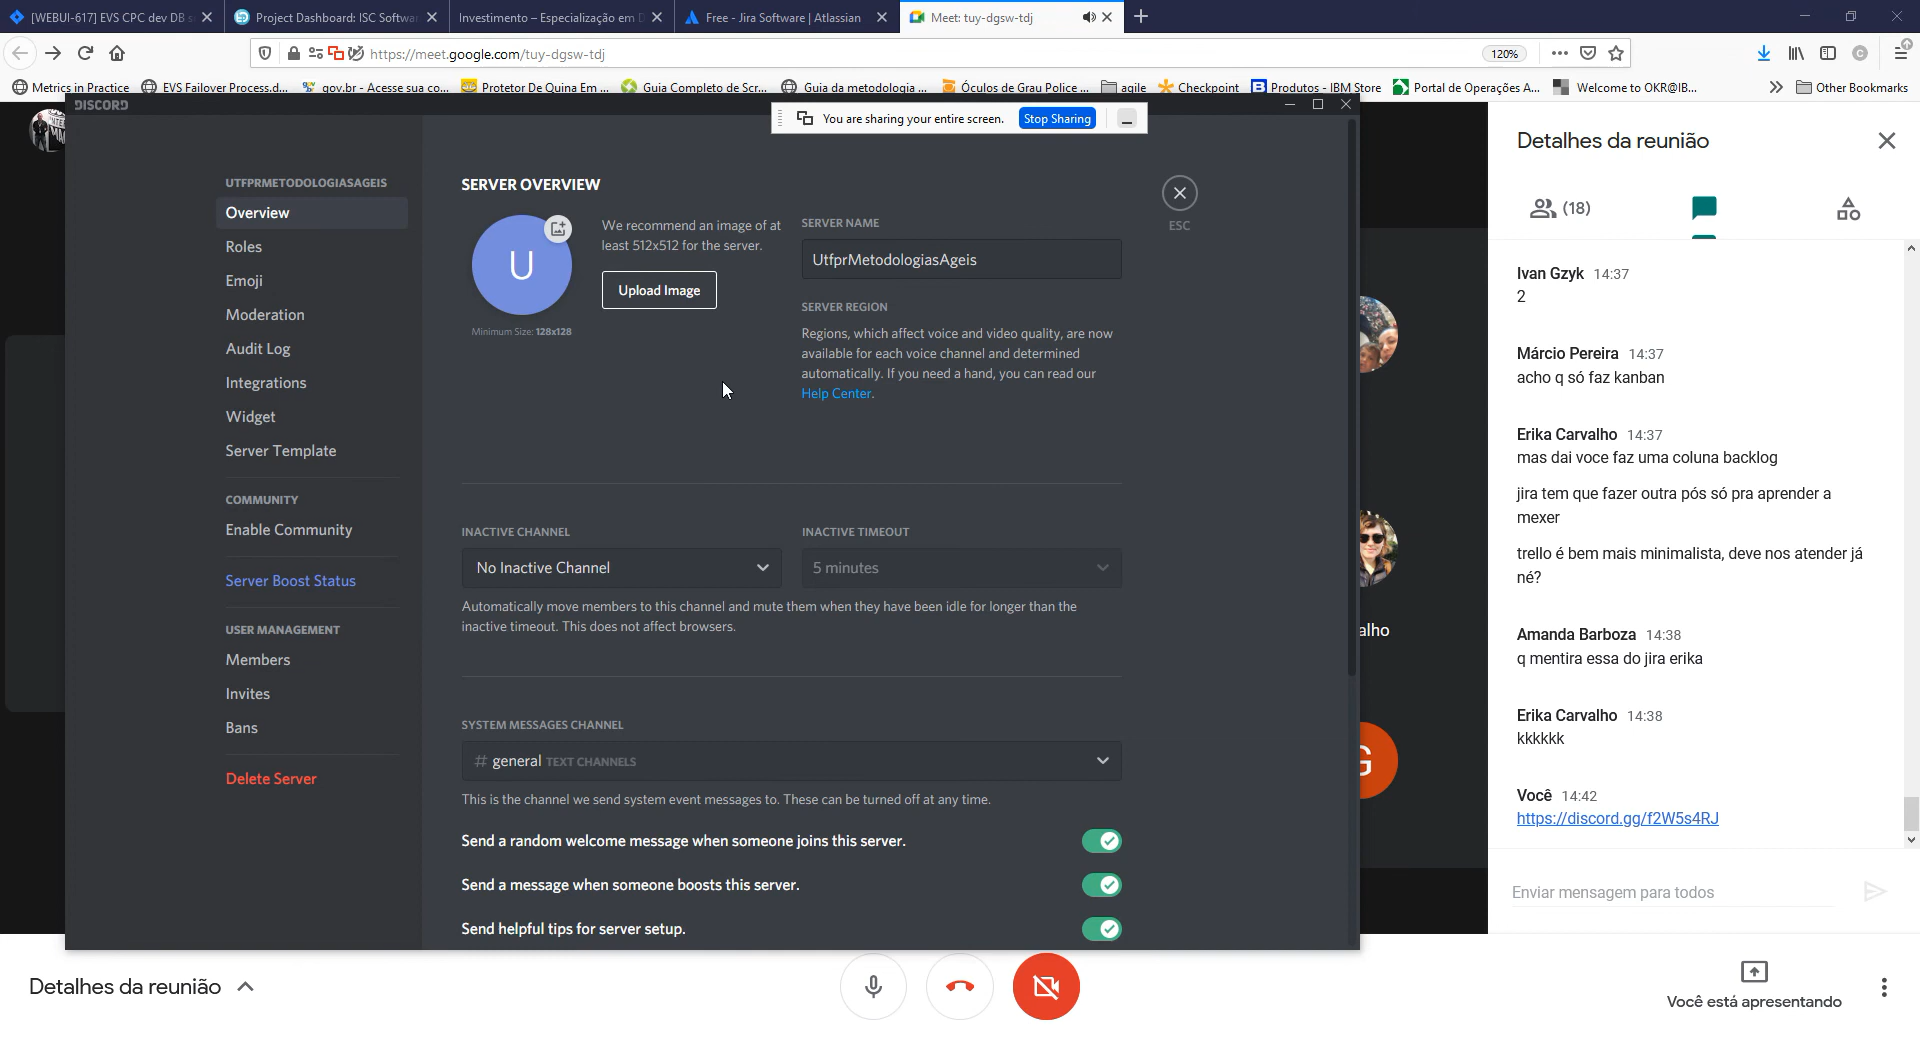 [WEBUI-617] EVS CPC dev DB s
Project Dashboard: ISC Softwar
Investimento – Especialização em D
Free - Jira Software | Atlassian
Meet: tuy-dgsw-tdj
https://meet.google.com/tuy-dgsw-tdj
120%
Metrics in Practice
EVS Failover Process.d...
gov.br - Acesse sua co...
Protetor De Quina Em ...
Guia Completo de Scr...
Guia da metodologia ...
Óculos de Grau Police ...
agile
Checkpoint
Produtos - IBM Store
Portal de Operações A...
Welcome to OKR@IB...
Other Bookmarks
DISCORD
You are sharing your entire screen.
Stop Sharing
UTFPRMETODOLOGIASAGEIS
Overview
Roles
Emoji
Moderation
Audit Log
Integrations
Widget
Server Template
COMMUNITY
Enable Community
Server Boost Status
USER MANAGEMENT
Members
Invites
Bans
Delete Server
SERVER OVERVIEW
U
Minimum Size: 128x128
We recommend an image of at
least 512x512 for the server.
Upload Image
SERVER NAME
UtfprMetodologiasAgeis
SERVER REGION
Regions, which affect voice and video quality, are now
available for each voice channel and determined
automatically. If you need a hand, you can read our
Help Center.
ESC
INACTIVE CHANNEL
No Inactive Channel
INACTIVE TIMEOUT
5 minutes
Automatically move members to this channel and mute them when they have been idle for longer than the
inactive timeout. This does not affect browsers.
SYSTEM MESSAGES CHANNEL
# general TEXT CHANNELS
This is the channel we send system event messages to. These can be turned off at any time.
Send a random welcome message when someone joins this server.
Send a message when someone boosts this server.
Send helpful tips for server setup.
alho
G
Detalhes da reunião
(18)
Ivan Gzyk 14:37
2
Márcio Pereira 14:37
acho q só faz kanban
Erika Carvalho 14:37
mas dai voce faz uma coluna backlog
jira tem que fazer outra pós só pra aprender a
mexer
trello é bem mais minimalista, deve nos atender já
né?
Amanda Barboza 14:38
q mentira essa do jira erika
Erika Carvalho 14:38
kkkkkk
Você 14:42
https://discord.gg/f2W5s4RJ
Enviar mensagem para todos
Detalhes da reunião
Você está apresentando